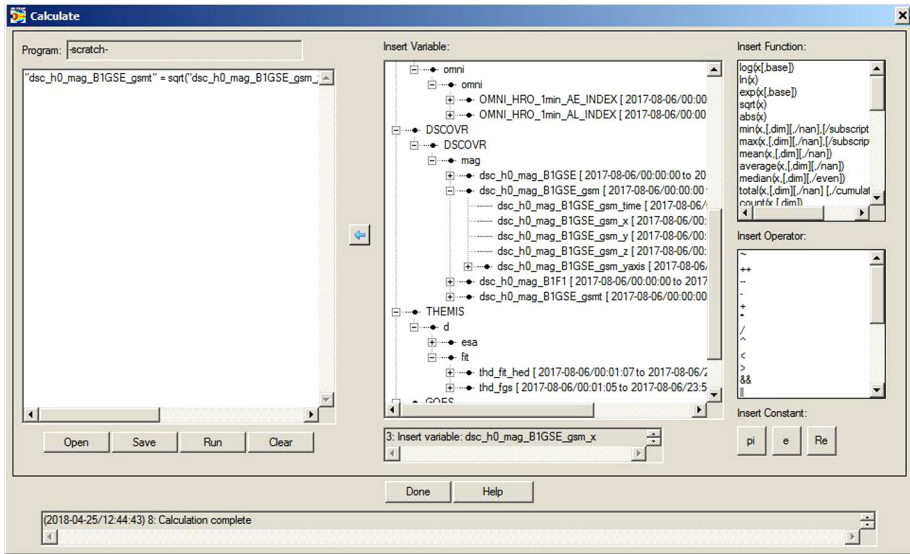 Calculate
Program: -scratch-
"dsc_h0_mag_B1GSE_gsmt" = sqrt("dsc_h0_mag_B1GSE_gsm_
Open Save Run Clear
Insert Variable:
omni
omni
OMNI_HRO_1min_AE_INDEX [ 2017-08-06/00:00
OMNI_HRO_1min_AL_INDEX [ 2017-08-06/00:00
DSCOVR
DSCOVR
mag
dsc_h0_mag_B1GSE [ 2017-08-06/00:00:00 to 20
dsc_h0_mag_B1GSE_gsm [ 2017-08-06/00:00:00
dsc_h0_mag_B1GSE_gsm_time [ 2017-08-06/
dsc_h0_mag_B1GSE_gsm_x [ 2017-08-06/00:
dsc_h0_mag_B1GSE_gsm_y [ 2017-08-06/00:
dsc_h0_mag_B1GSE_gsm_z [ 2017-08-06/00:
dsc_h0_mag_B1GSE_gsm_yaxis [ 2017-08-06/
dsc_h0_mag_B1F1 [ 2017-08-06/00:00:00 to 2017
dsc_h0_mag_B1GSE_gsmt [ 2017-08-06/00:00:00
THEMIS
d
esa
fit
thd_fit_hed [ 2017-08-06/00:01:07 to 2017-08-06/2
thd_fgs [ 2017-08-06/00:01:05 to 2017-08-06/23:5
GOES
3: Insert variable: dsc_h0_mag_B1GSE_gsm_x
Insert Function:
log(x[,base])
ln(x)
exp(x[,base])
sqrt(x)
abs(x)
min(x,[,dim][,/nan],[/subscript
max(x,[,dim][,/nan],[/subscrip
mean(x,[,dim][,/nan])
average(x,[,dim][,/nan])
median(x,[,dim][,/even])
total(x,[,dim][,/nan] [,/cumulat
count(x,[,dim])
Insert Operator:
~
++
--
-
+
*
/
^
<
>
&&
||
Insert Constant:
pi e Re
Done Help
(2018-04-25/12:44:43) 8: Calculation complete